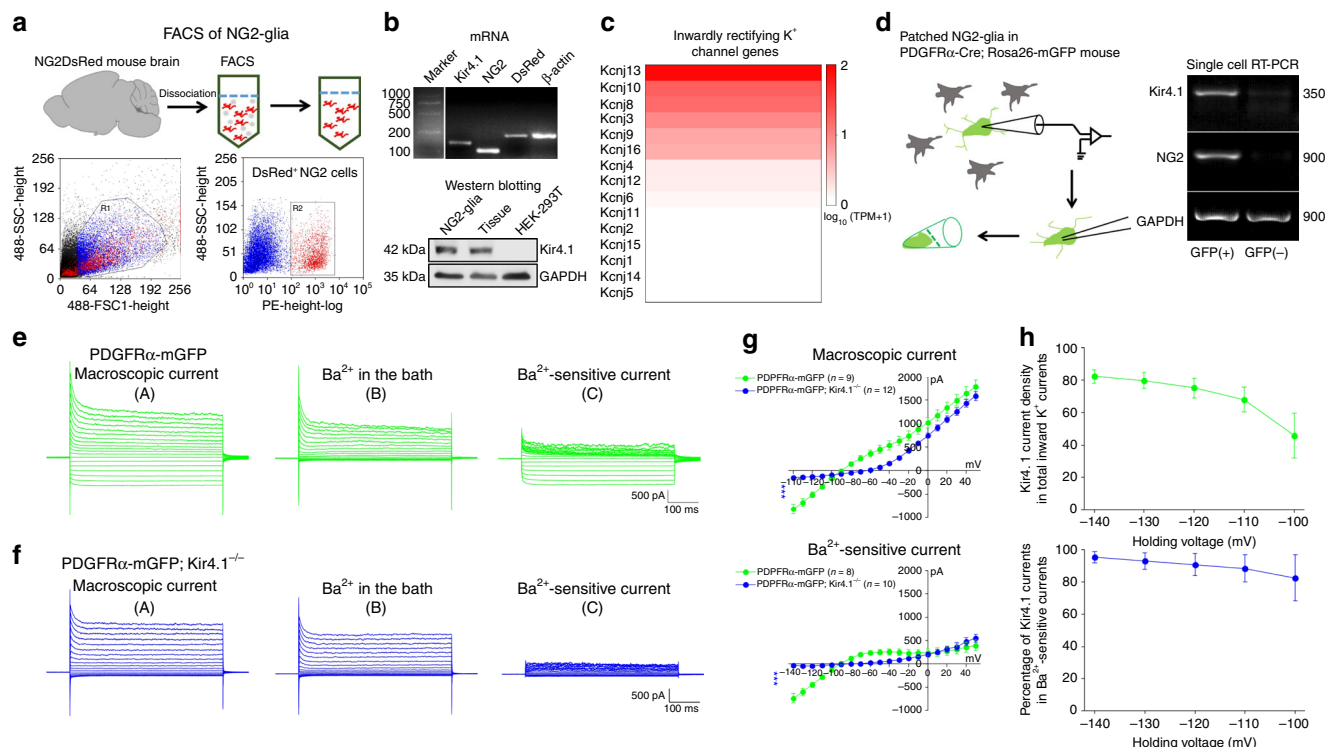 a
FACS of NG2-glia
NG2DsRed mouse brain
FACS
Dissociation
256
192
128
64
0
0 64 128 192 256
R1
488-SSC-height
488-FSC1-height
DsRed⁺ NG2 cells
205
164
154
128
102
77
51
26
0
10⁰ 10¹ 10² 10³ 10⁴ 10⁵
R2
488-SSC-height
PE-height-log
b
mRNA
Marker
Kir4.1
NG2
DsRed
β-actin
1000
750
500
200
100
Western blotting
NG2-glia
Tissue
HEK-293T
42 kDa
Kir4.1
35 kDa
GAPDH
c
Inwardly rectifying K⁺
channel genes
Kcnj13
Kcnj10
Kcnj8
Kcnj3
Kcnj9
Kcnj16
Kcnj4
Kcnj12
Kcnj6
Kcnj11
Kcnj2
Kcnj15
Kcnj1
Kcnj14
Kcnj5
2
1
0
log₁₀ (TPM+1)
d
Patched NG2-glia in
PDGFRα-Cre; Rosa26-mGFP mouse
Single cell RT-PCR
Kir4.1
350
NG2
900
GAPDH
900
GFP(+) GFP(−)
e
PDGFRα-mGFP
Macroscopic current
(A)
Ba²⁺ in the bath
(B)
Ba²⁺-sensitive current
(C)
500 pA
100 ms
f
PDGFRα-mGFP; Kir4.1⁻/⁻
Macroscopic current
(A)
Ba²⁺ in the bath
(B)
Ba²⁺-sensitive current
(C)
500 pA
100 ms
g
Macroscopic current
PDPFRα-mGFP (n = 9)
PDPFRα-mGFP; Kir4.1⁻/⁻ (n = 12)
pA
2000
1500
1000
500
0
mV
−110 −120 −100 −80 −60 −40 −20 0 20 40
***
−500
−1000
Ba²⁺-sensitive current
PDPFRα-mGFP (n = 8)
PDPFRα-mGFP; Kir4.1⁻/⁻ (n = 10)
pA
2000
1500
1000
500
0
mV
−140 −120 −100 −80 −60 −40 −20 0 20 40
***
−500
−1000
h
Kir4.1 current density
in total inward K⁺ currents
100
80
60
40
20
0
−140 −130 −120 −110 −100
Holding voltage (mV)
Percentage of Kir4.1 currents
in Ba²⁺-sensitive currents
100
80
60
40
20
0
−140 −130 −120 −110 −100
Holding voltage (mV)